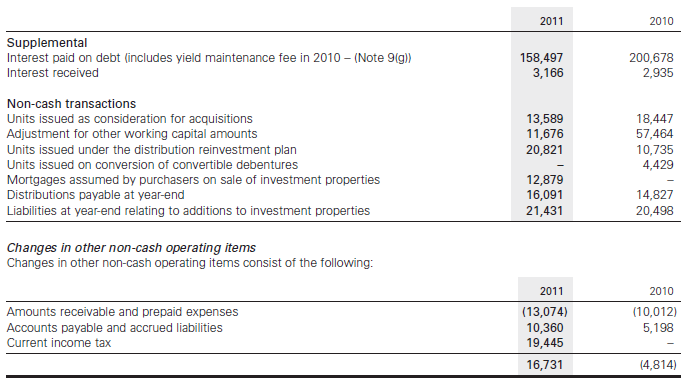 2011 2010
Supplemental
Interest paid on debt (includes yield maintenance fee in 2010 – (Note 9(g)) 158,497 200,678
Interest received 3,166 2,935
Non-cash transactions
Units issued as consideration for acquisitions 13,589 18,447
Adjustment for other working capital amounts 11,676 57,464
Units issued under the distribution reinvestment plan 20,821 10,735
Units issued on conversion of convertible debentures – 4,429
Mortgages assumed by purchasers on sale of investment properties 12,879 –
Distributions payable at year-end 16,091 14,827
Liabilities at year-end relating to additions to investment properties 21,431 20,498
Changes in other non-cash operating items
Changes in other non-cash operating items consist of the following:
2011 2010
Amounts receivable and prepaid expenses (13,074) (10,012)
Accounts payable and accrued liabilities 10,360 5,198
Current income tax 19,445 –
16,731 (4,814)